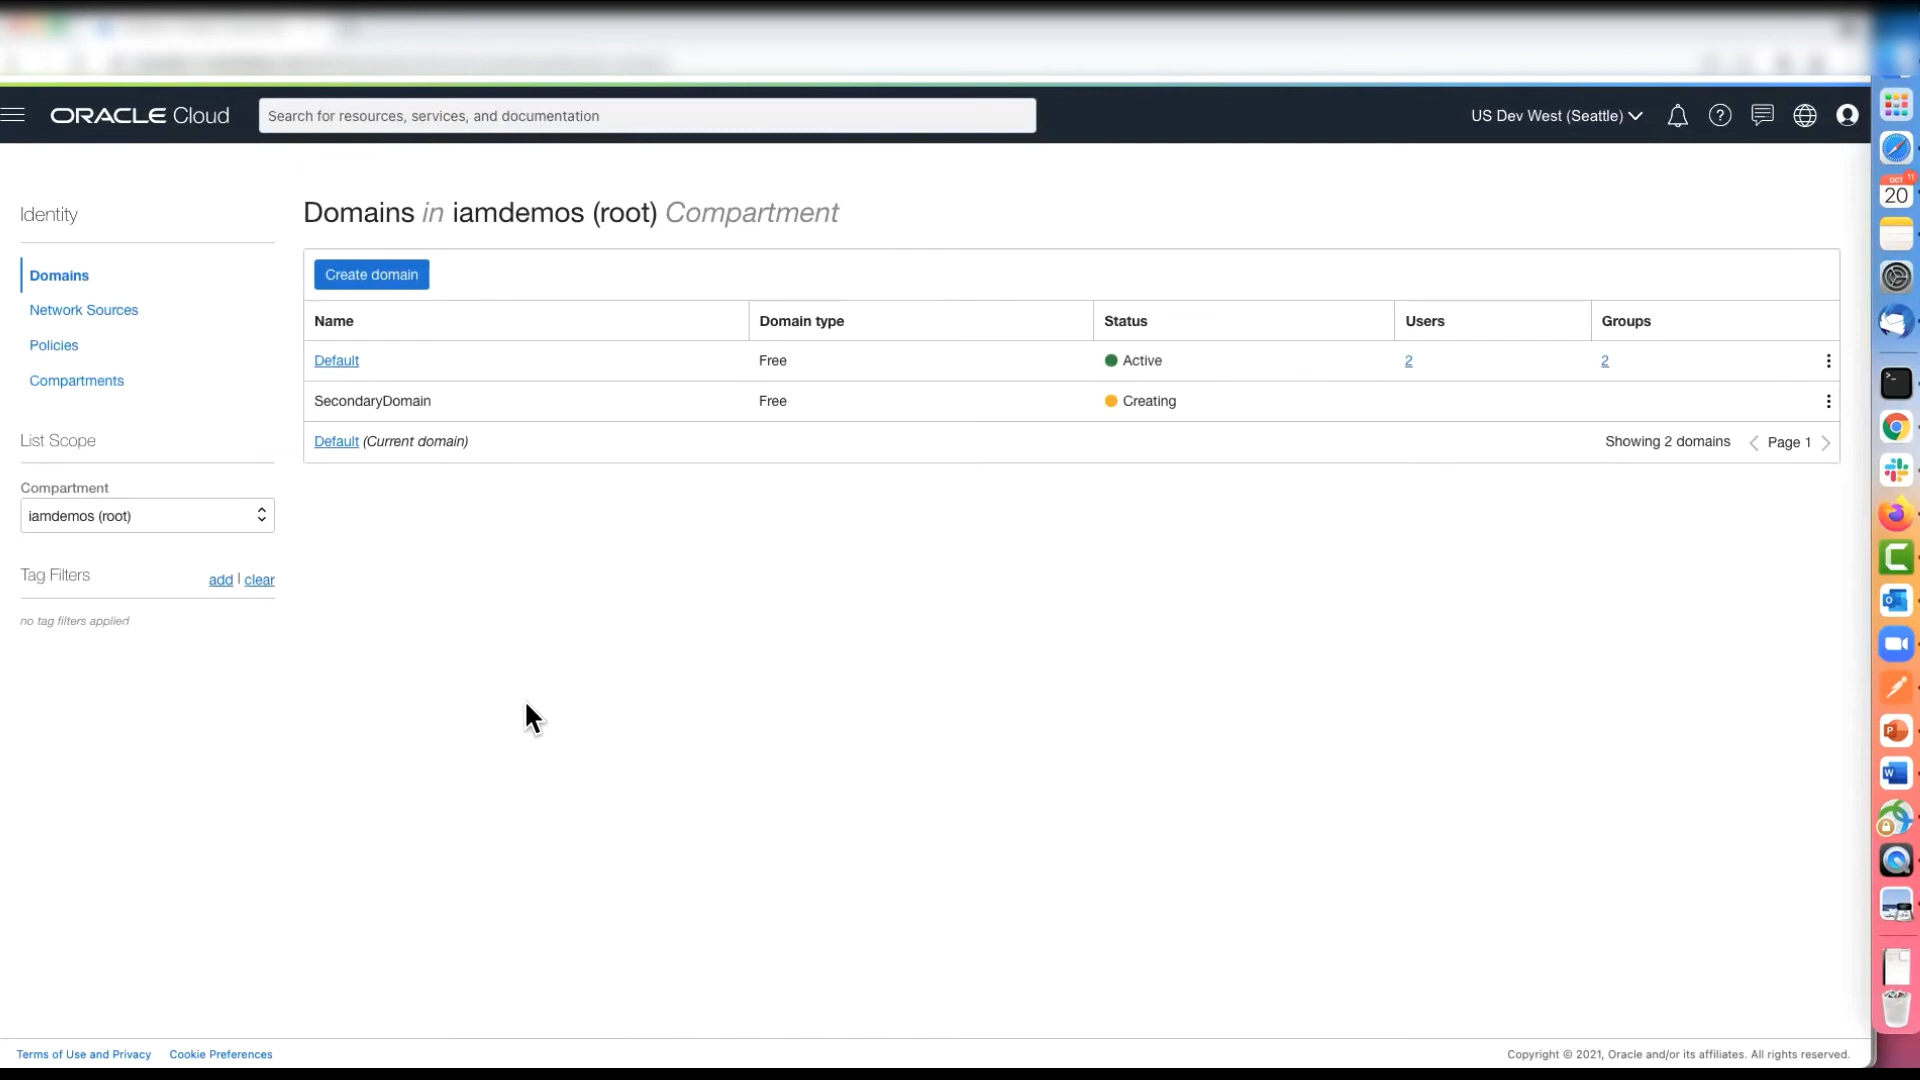 ORACLE Cloud
Search for resources, services, and documentation
US Dev West (Seattle)
Identity
Domains
Network Sources
Policies
Compartments
List Scope
Compartment
iamdemos (root)
Tag Filters
add | clear
no tag filters applied
Domains in iamdemos (root) Compartment
Create domain
Name Domain type Status Users Groups
Default Free Active 2 2
SecondaryDomain Free Creating
Default (Current domain) Showing 2 domains Page 1
OCT 11
20
Terms of Use and Privacy Cookie Preferences
Copyright © 2021, Oracle and/or its affiliates. All rights reserved.